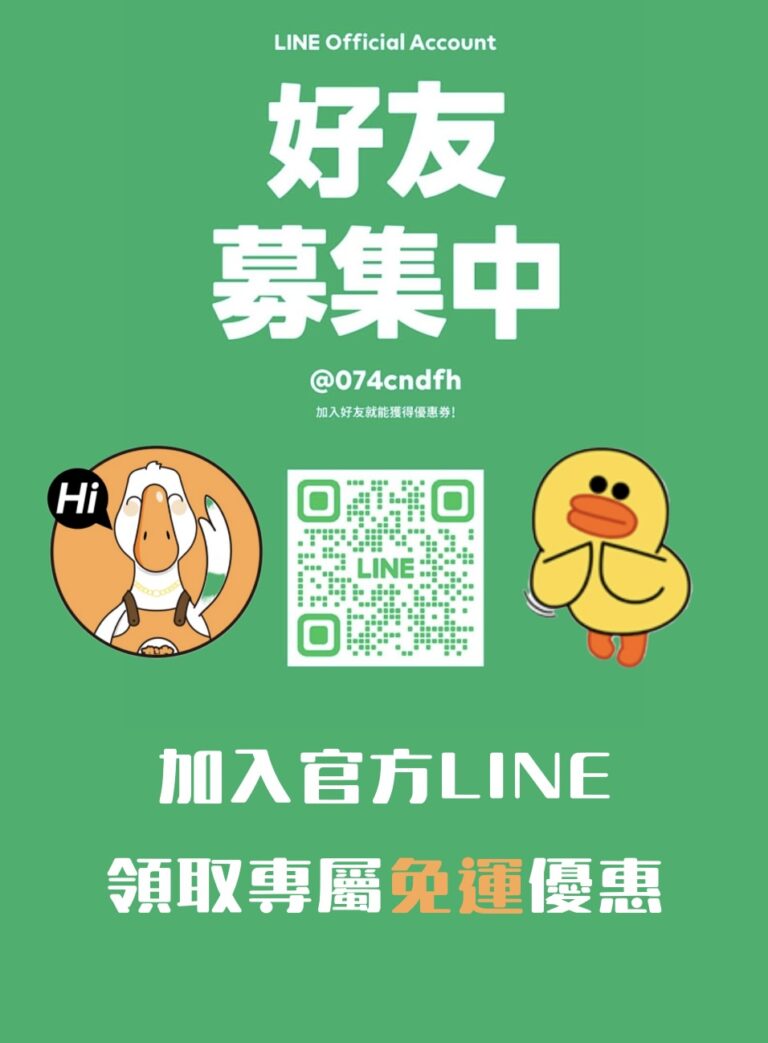 LINE Official Account
好友
募集中
@074cndfh
加入好友就能獲得優惠券!
Hi
LINE
加入官方LINE
領取專屬免運優惠